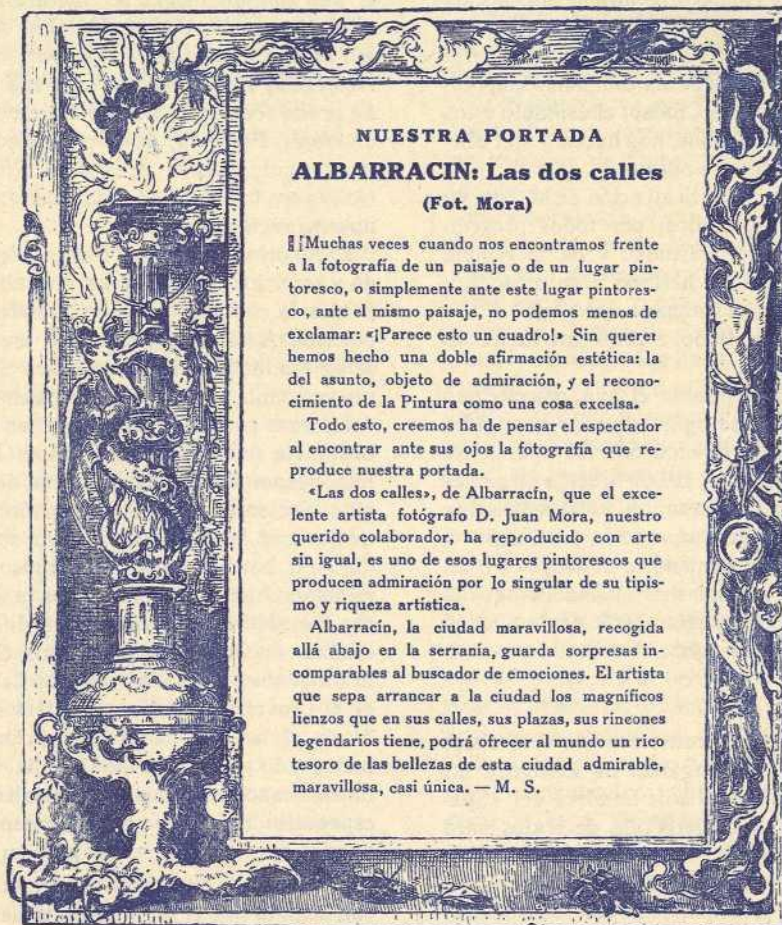 NUESTRA PORTADA
ALBARRACIN: Las dos calles
(Fot. Mora)
¡Muchas veces cuando nos encontramos frente
a la fotografía de un paisaje o de un lugar pin-
toresco, o simplemente ante este lugar pintores-
co, ante el mismo paisaje, no podemos menos de
exclamar: «¡Parece esto un cuadro!» Sin querer
hemos hecho una doble afirmación estética: la
del asunto, objeto de admiración, y el recono-
cimiento de la Pintura como una cosa excelsa.
Todo esto, creemos ha de pensar el espectador
al encontrar ante sus ojos la fotografía que re-
produce nuestra portada.
«Las dos calles», de Albarracín, que el exce-
lente artista fotógrafo D. Juan Mora, nuestro
querido colaborador, ha reproducido con arte
sin igual, es uno de esos lugares pintorescos que
producen admiración por lo singular de su tipis-
mo y riqueza artística.
Albarracín, la ciudad maravillosa, recogida
allá abajo en la serranía, guarda sorpresas in-
comparables al buscador de emociones. El artista
que sepa arrancar a la ciudad los magníficos
lienzos que en sus calles, sus plazas, sus rincones
legendarios tiene, podrá ofrecer al mundo un rico
tesoro de las bellezas de esta ciudad admirable,
maravillosa, casi única. — M. S.